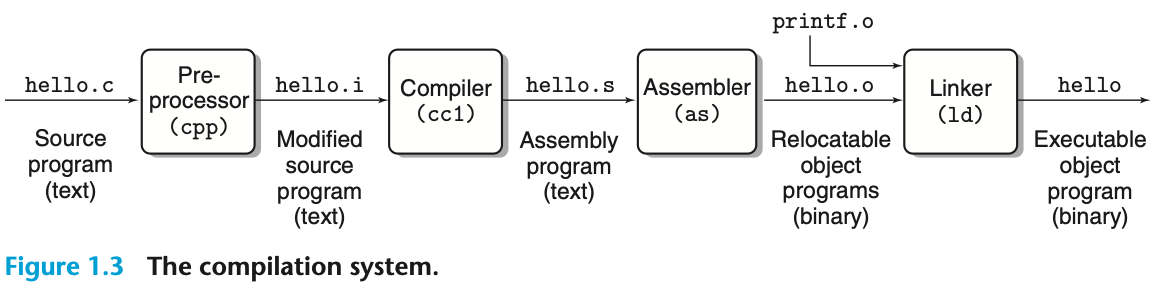 printf.o
hello.c
Pre-
processor
(cpp)
hello.i
Compiler
(cc1)
hello.s
Assembler
(as)
hello.o
Linker
(ld)
hello
Source
program
(text)
Modified
source
program
(text)
Assembly
program
(text)
Relocatable
object
programs
(binary)
Executable
object
program
(binary)
Figure 1.3 The compilation system.